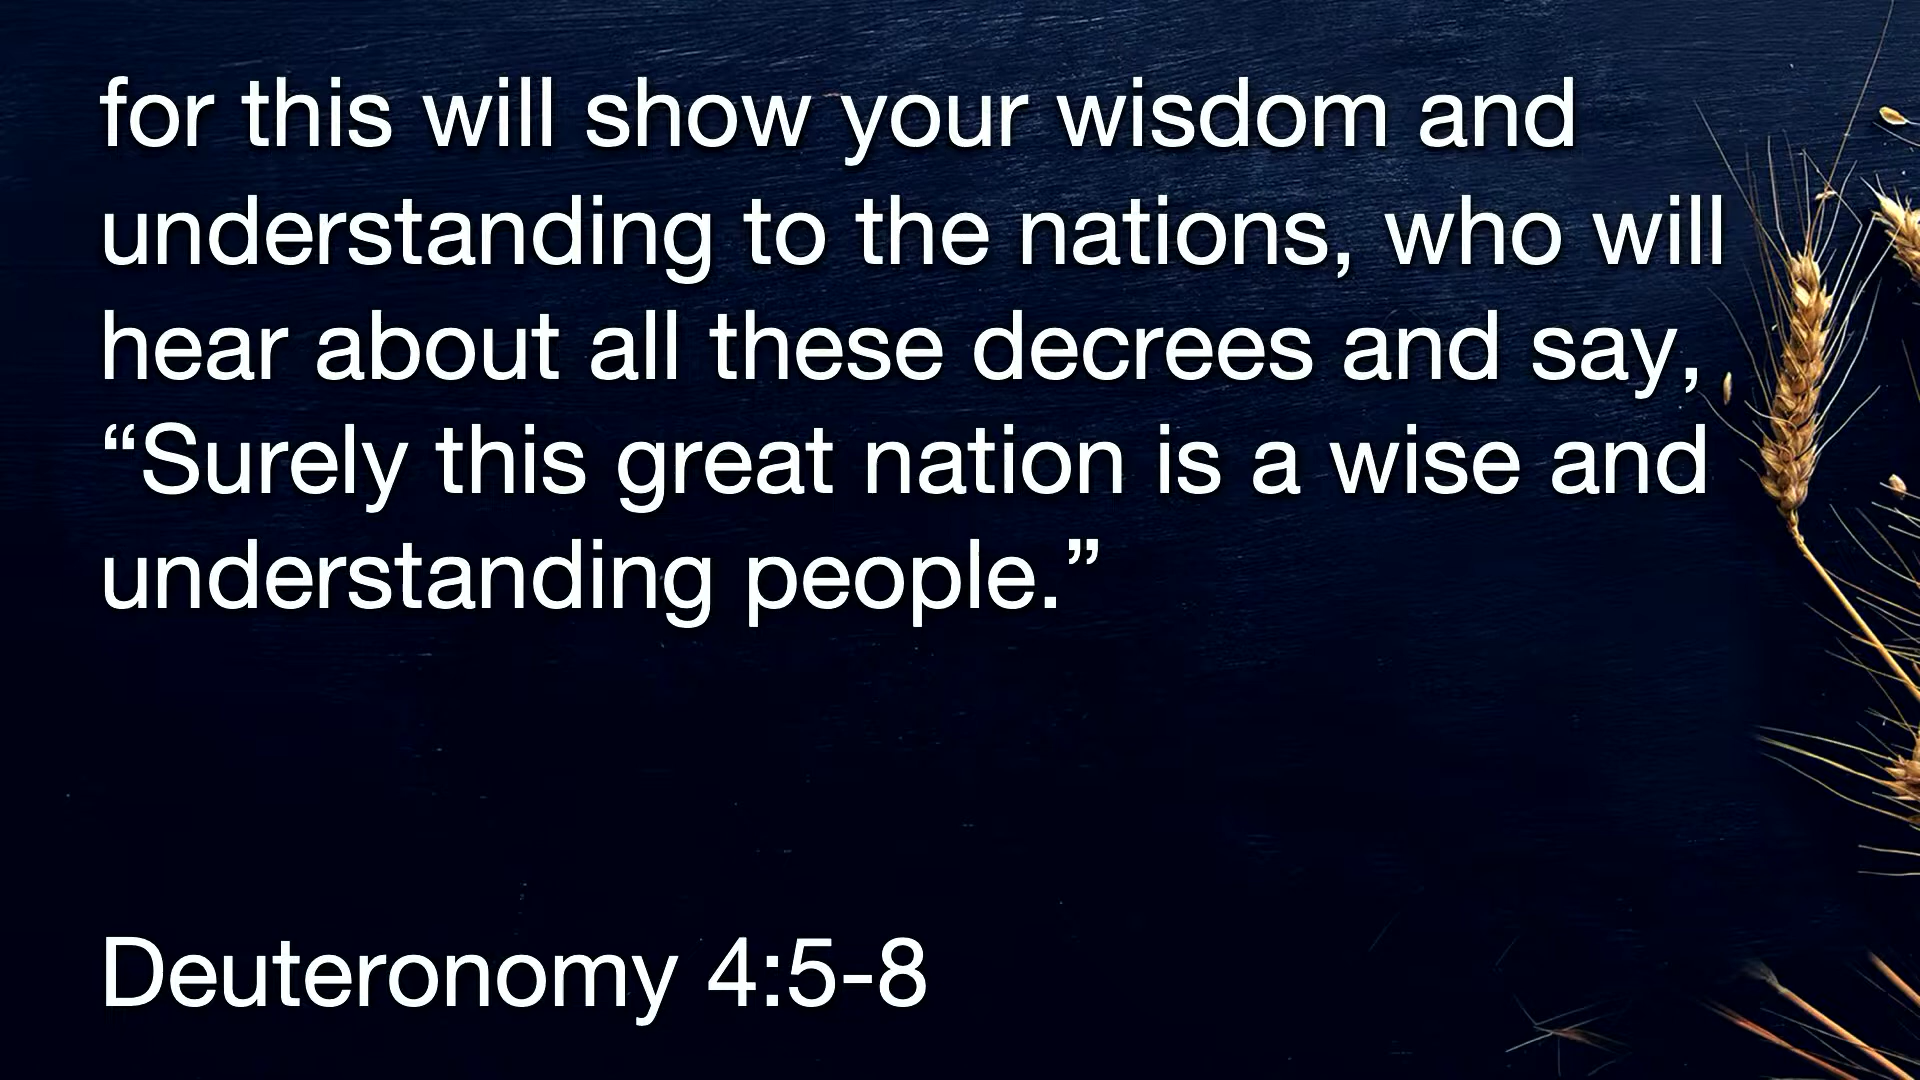 for this will show your wisdom and
understanding to the nations, who will
hear about all these decrees and say,
“Surely this great nation is a wise and
understanding people.”
Deuteronomy 4:5-8